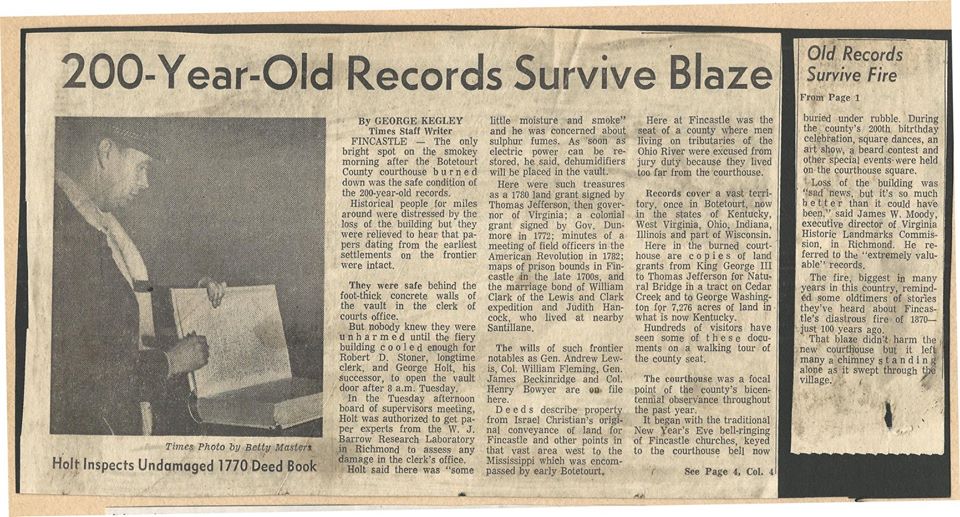 200-Year-Old Records Survive Blaze
Times Photo by Betty Masters
Holt Inspects Undamaged 1770 Deed Book
By GEORGE KEGLEY
Times Staff Writer
FINCASTLE — The only
bright spot on the smokey
morning after the Botetourt
County courthouse burned
down was the safe condition of
the 200-year-old records.
Historical people for miles
around were distressed by the
loss of the building but they
were relieved to hear that pa-
pers dating from the earliest
settlements on the frontier
were intact.
They were safe behind the
foot-thick concrete walls of
the vault in the clerk of
courts office.
But nobody knew they were
unharmed until the fiery
building cooled enough for
Robert D. Stoner, longtime
clerk, and George Holt, his
successor, to open the vault
door after 8 a.m. Tuesday.
In the Tuesday afternoon
board of supervisors meeting,
Holt was authorized to get pa-
per experts from the W. J.
Barrow Research Laboratory
in Richmond to assess any
damage in the clerk's office.
Holt said there was "some
little moisture and smoke"
and he was concerned about
sulphur fumes. As soon as
electric power can be re-
stored, he said, dehumidifiers
will be placed in the vault.
Here were such treasures
as a 1780 land grant signed by
Thomas Jefferson, then gover-
nor of Virginia; a colonial
grant signed by Gov. Dun-
more in 1772; minutes of a
meeting of field officers in the
American Revolution in 1782;
maps of prison bounds in Fin-
castle in the late 1700s, and
the marriage bond of William
Clark of the Lewis and Clark
expedition and Judith Han-
cock, who lived at nearby
Santillane.
The wills of such frontier
notables as Gen. Andrew Lew-
is, Col. William Fleming, Gen.
James Beckinridge and Col.
Henry Bowyer are on file
here.
Deeds describe property
from Israel Christian's origi-
nal conveyance of land for
Fincastle and other points in
that vast area west to the
Mississippi which was encom-
passed by early Botetourt.
Here at Fincastle was the
seat of a county where men
living on tributaries of the
Ohio River were excused from
jury duty because they lived
too far from the courthouse.
Records cover a vast terri-
tory, once in Botetourt, now
in the states of Kentucky,
West Virginia, Ohio, Indiana,
Illinois and part of Wisconsin.
Here in the burned court-
house are copies of land
grants from King George III
to Thomas Jefferson for Natu-
ral Bridge in a tract on Cedar
Creek and to George Washing-
ton for 7,276 acres of land in
what is now Kentucky.
Hundreds of visitors have
seen some of these docu-
ments on a walking tour of
the county seat.
The courthouse was a focal
point of the county's bicen-
tennial observance throughout
the past year.
It began with the traditional
New Year's Eve bell-ringing
of Fincastle churches, keyed
to the courthouse bell now
See Page 4, Col. 4
Old Records
Survive Fire
From Page 1
buried under rubble. During
the county's 200th birthday
celebration, square dances, an
art show, a beard contest and
other special events were held
on the courthouse square.
Loss of the building was
"sad news, but it's so much
better than it could have
been," said James W. Moody,
executive director of Virginia
Historic Landmarks Commis-
sion, in Richmond. He re-
ferred to the "extremely valu-
able" records.
The fire, biggest in many
years in this country, remind-
ed some oldtimers of stories
they've heard about Fincas-
tle's diastrous fire of 1870—
just 100 years ago.
That blaze didn't harm the
new courthouse but it left
many a chimney standing
alone as it swept through the
village.